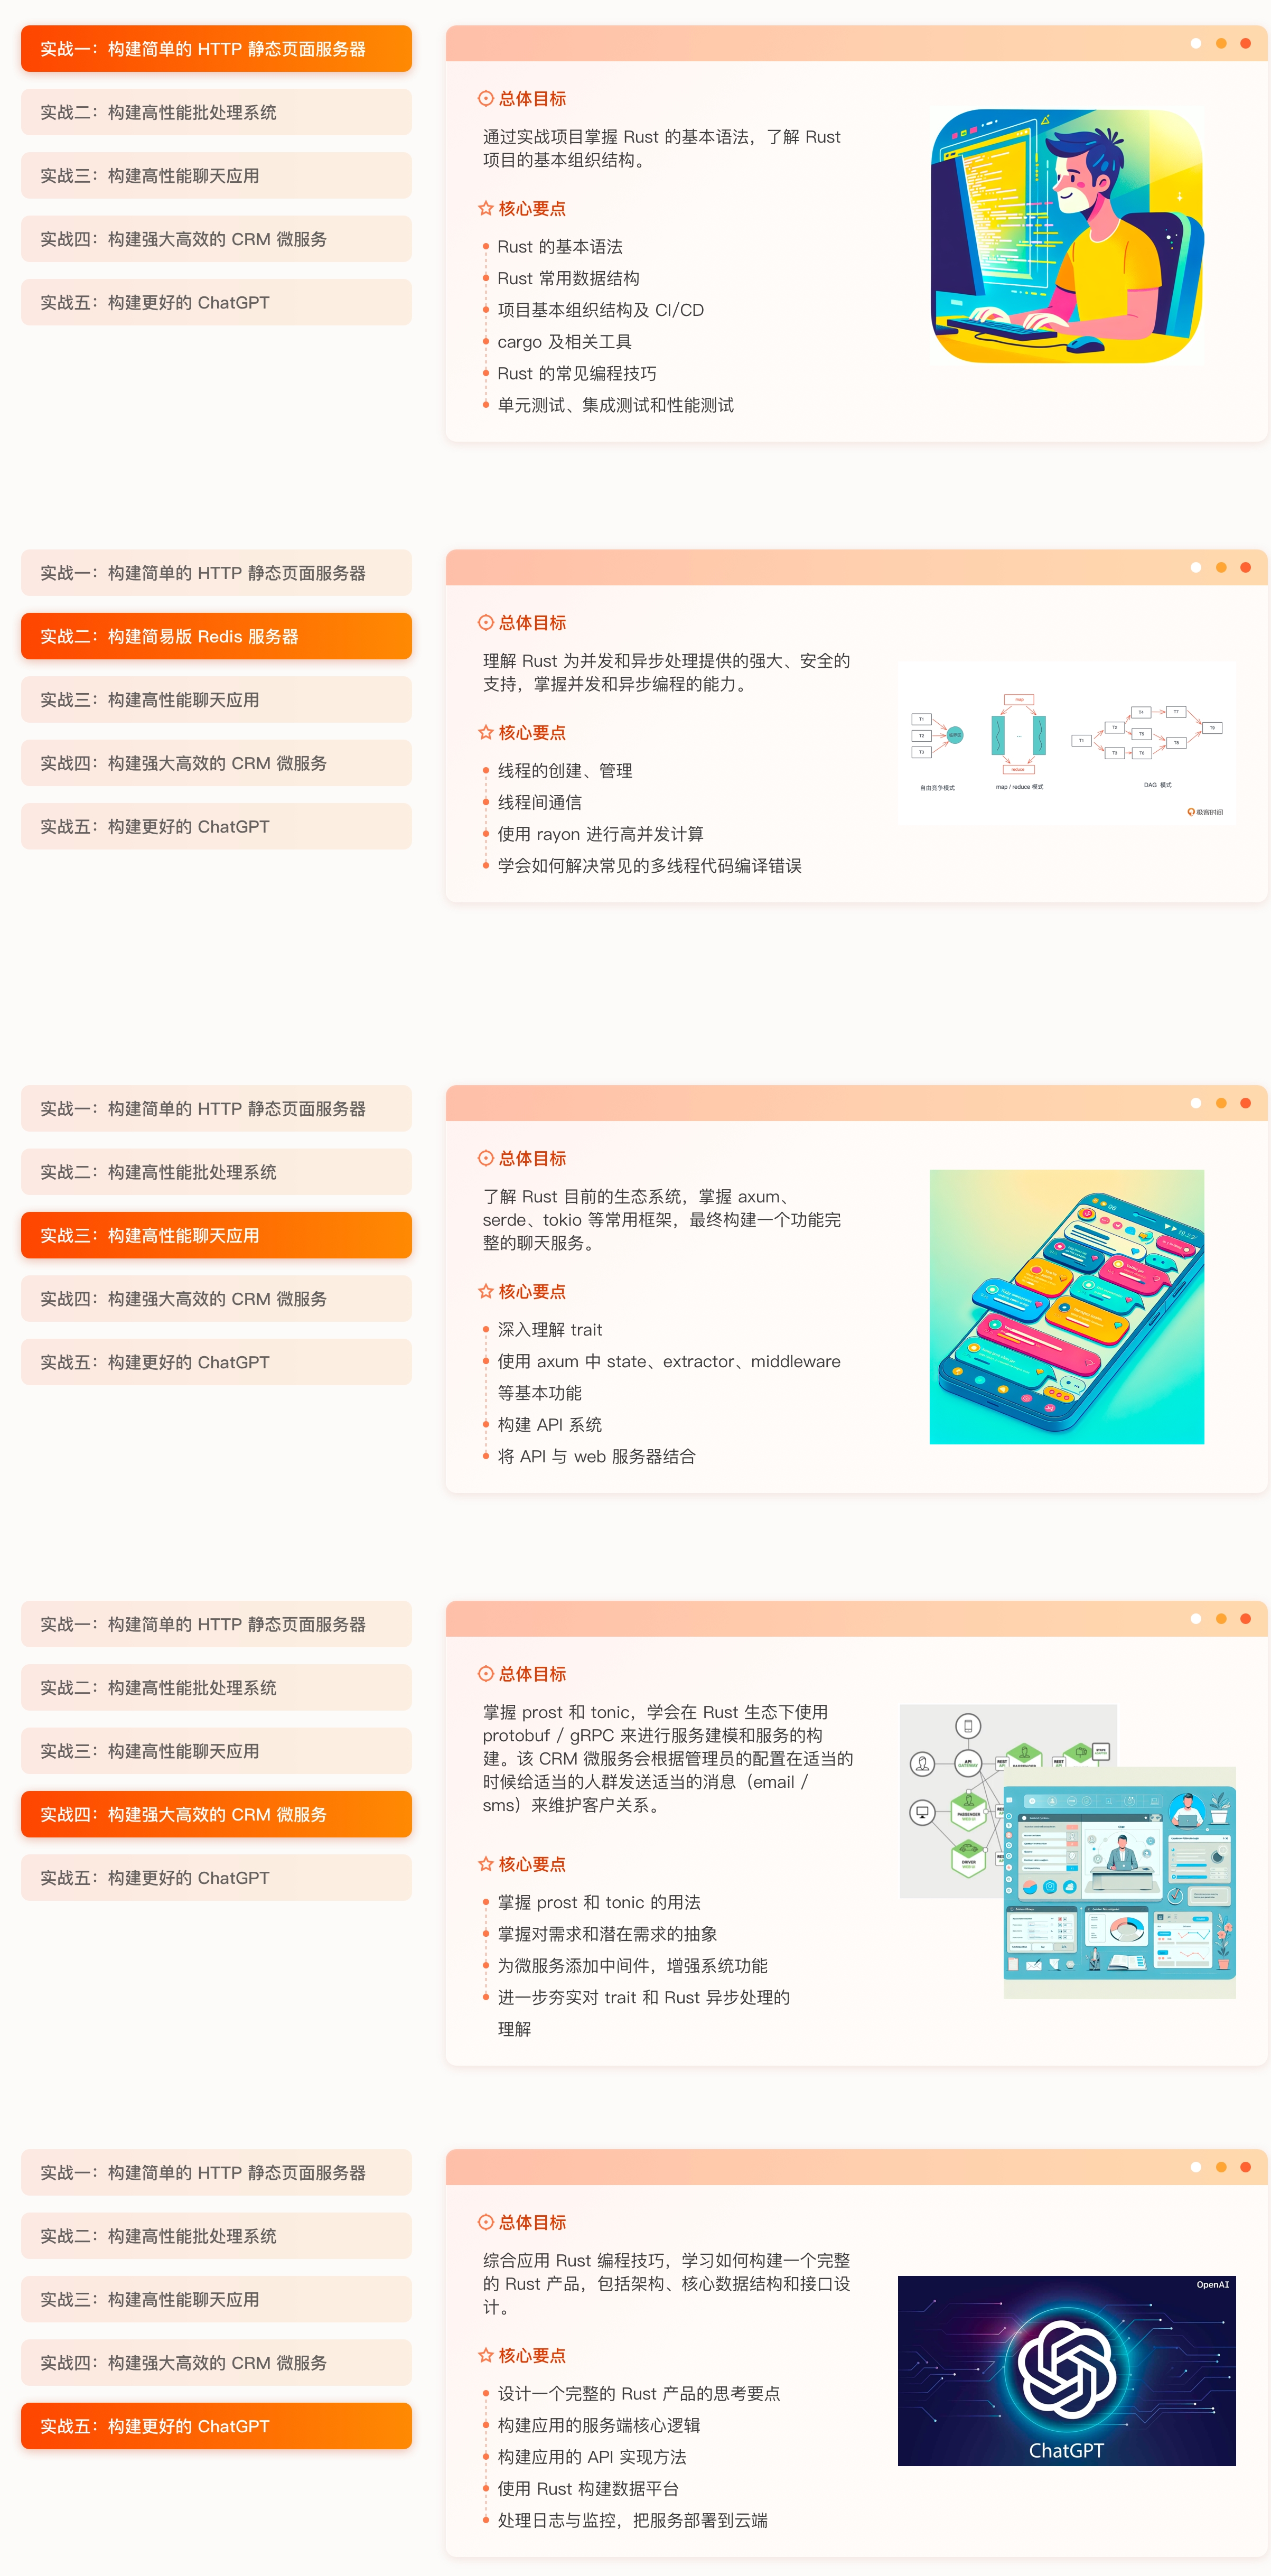 实战一：构建简单的 HTTP 静态页面服务器
实战二：构建高性能批处理系统
实战三：构建高性能聊天应用
实战四：构建强大高效的 CRM 微服务
实战五：构建更好的 ChatGPT
总体目标
通过实战项目掌握 Rust 的基本语法，了解 Rust
项目的基本组织结构。
核心要点
Rust 的基本语法
Rust 常用数据结构
项目基本组织结构及 CI/CD
cargo 及相关工具
Rust 的常见编程技巧
单元测试、集成测试和性能测试
实战一：构建简单的 HTTP 静态页面服务器
实战二：构建简易版 Redis 服务器
实战三：构建高性能聊天应用
实战四：构建强大高效的 CRM 微服务
实战五：构建更好的 ChatGPT
总体目标
理解 Rust 为并发和异步处理提供的强大、安全的
支持，掌握并发和异步编程的能力。
核心要点
线程的创建、管理
线程间通信
使用 rayon 进行高并发计算
学会如何解决常见的多线程代码编译错误
T1
T2
T3
自由竞争模式
map
...
reduce
map / reduce 模式
T1
T2
T3
T4
T5
T6
T7
T8
T9
DAG 模式
极客时间
实战一：构建简单的 HTTP 静态页面服务器
实战二：构建高性能批处理系统
实战三：构建高性能聊天应用
实战四：构建强大高效的 CRM 微服务
实战五：构建更好的 ChatGPT
总体目标
了解 Rust 目前的生态系统，掌握 axum、
serde、tokio 等常用框架，最终构建一个功能完
整的聊天服务。
核心要点
深入理解 trait
使用 axum 中 state、extractor、middleware
等基本功能
构建 API 系统
将 API 与 web 服务器结合
实战一：构建简单的 HTTP 静态页面服务器
实战二：构建高性能批处理系统
实战三：构建高性能聊天应用
实战四：构建强大高效的 CRM 微服务
实战五：构建更好的 ChatGPT
总体目标
掌握 prost 和 tonic，学会在 Rust 生态下使用
protobuf / gRPC 来进行服务建模和服务的构
建。该 CRM 微服务会根据管理员的配置在适当的
时候给适当的人群发送适当的消息（email /
sms）来维护客户关系。
核心要点
掌握 prost 和 tonic 的用法
掌握对需求和潜在需求的抽象
为微服务添加中间件，增强系统功能
进一步夯实对 trait 和 Rust 异步处理的
理解
API
GATEWAY
PASSENGER
WEB UI
DRIVER
WEB UI
REST
API
实战一：构建简单的 HTTP 静态页面服务器
实战二：构建高性能批处理系统
实战三：构建高性能聊天应用
实战四：构建强大高效的 CRM 微服务
实战五：构建更好的 ChatGPT
总体目标
综合应用 Rust 编程技巧，学习如何构建一个完整
的 Rust 产品，包括架构、核心数据结构和接口设
计。
核心要点
设计一个完整的 Rust 产品的思考要点
构建应用的服务端核心逻辑
构建应用的 API 实现方法
使用 Rust 构建数据平台
处理日志与监控，把服务部署到云端
OpenAI
ChatGPT